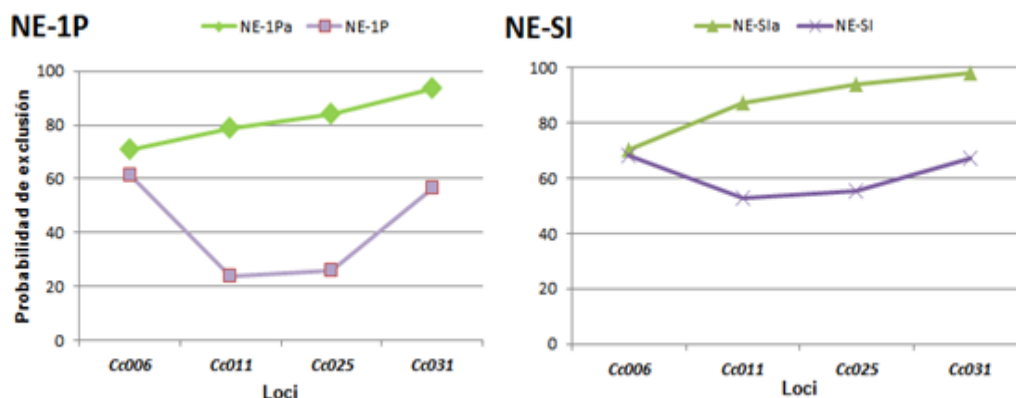 NE-1P
NE-1Pa NE-1P
Probabilidad de exclusión
100
80
60
40
20
0
Cc006 Cc011 Cc025 Cc031
Loci
NE-SI
NE-SIa NE-SI
100
80
60
40
20
0
Cc006 Cc011 Cc025 Cc031
Loci